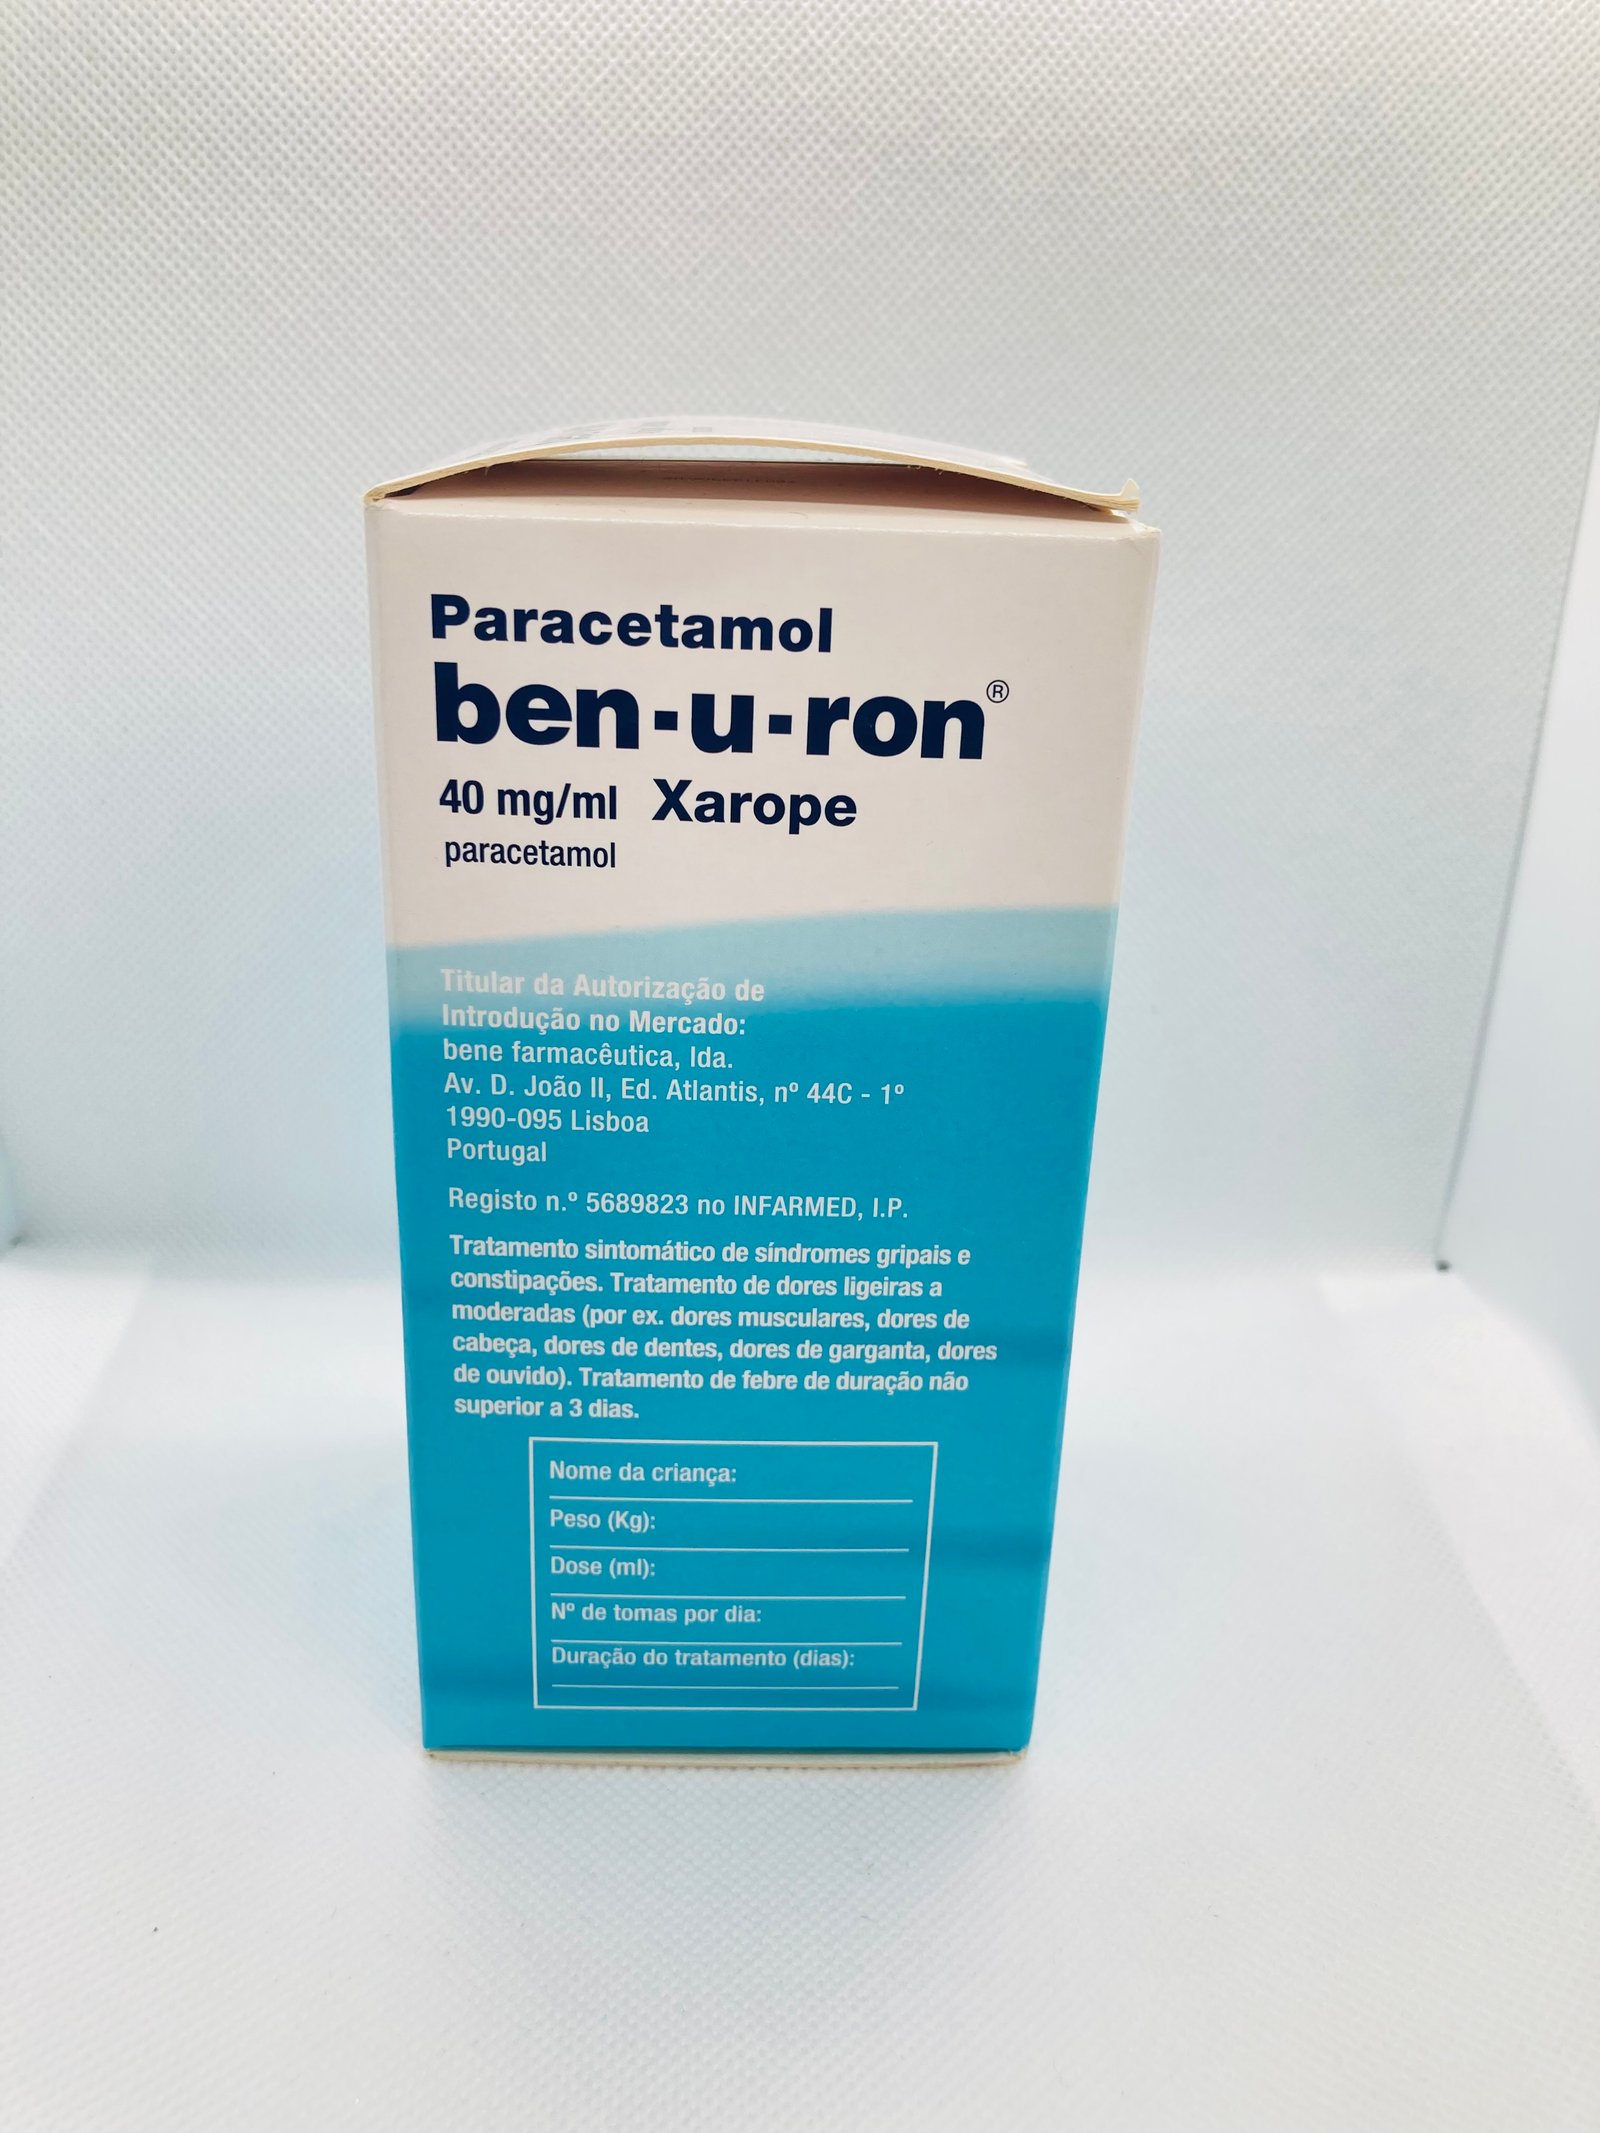 Paracetamol
ben-u-ron®
40 mg/ml Xarope
paracetamol
Titular da Autorização de
Introdução no Mercado:
bene farmacêutica, lda.
Av. D. João II, Ed. Atlantis, nº 44C - 1º
1990-095 Lisboa
Portugal
Registo n.º 5689823 no INFARMED, I.P.
Tratamento sintomático de síndromes gripais e
constipações. Tratamento de dores ligeiras a
moderadas (por ex. dores musculares, dores de
cabeça, dores de dentes, dores de garganta, dores
de ouvido). Tratamento de febre de duração não
superior a 3 dias.
Nome da criança:
Peso (Kg):
Dose (ml):
Nº de tomas por dia:
Duração do tratamento (dias):